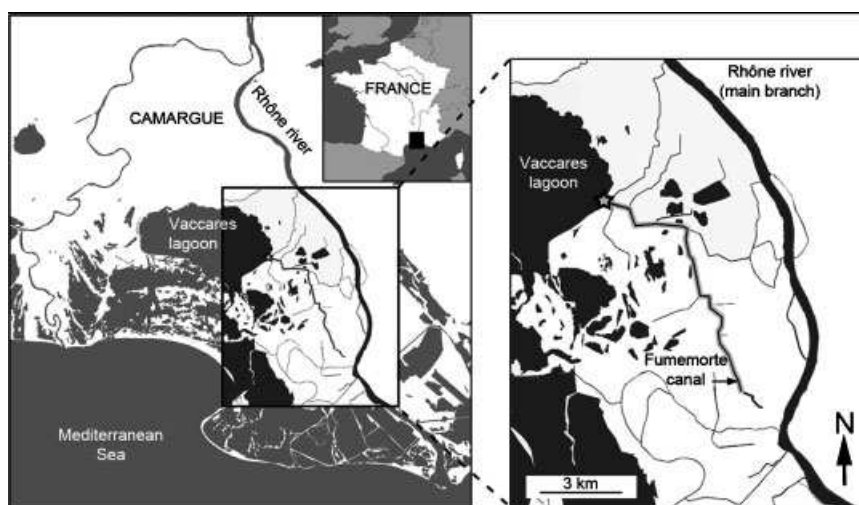 FRANCE
CAMARGUE
Rhône river
Vaccares
lagoon
Mediterranean
Sea
Rhône river
(main branch)
Vaccares
lagoon
Fumemorte
canal
N
3 km